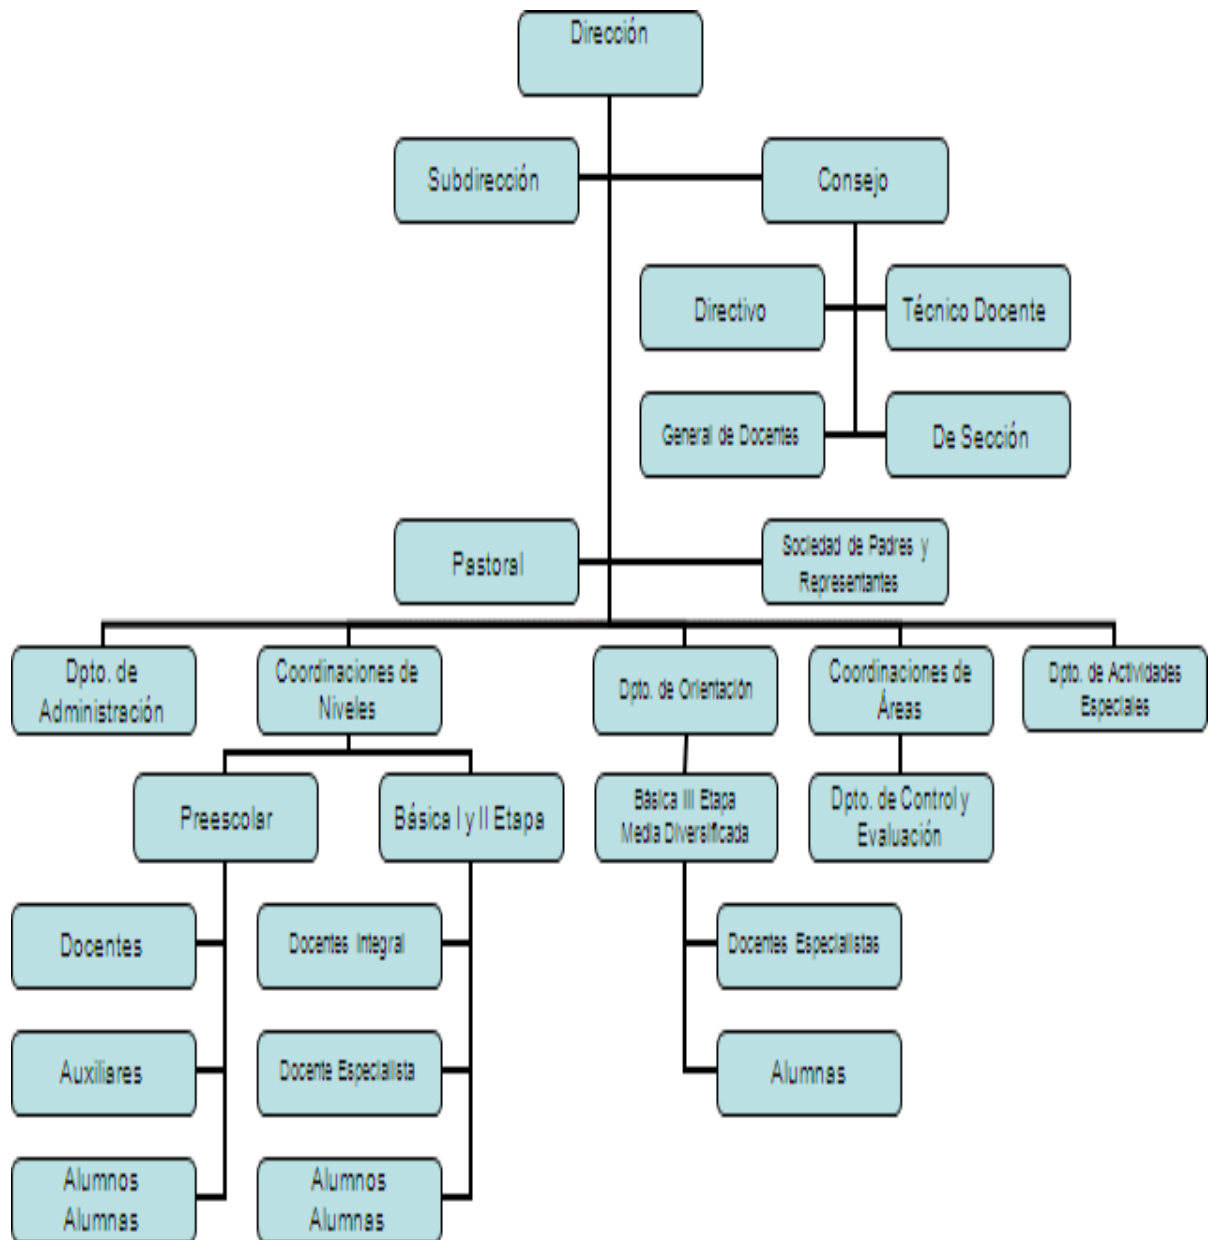 Dirección
Subdirección
Consejo
Directivo
Técnico Docente
General de Docentes
De Sección
Pastoral
Sociedad de Padres y
Representantes
Dpto. de
Administración
Coordinaciones de
Niveles
Dpto. de Orientación
Coordinaciones de
Áreas
Dpto. de Actividades
Especiales
Preescolar
Básica I y II Etapa
Básica III Etapa
Media Diversificada
Dpto. de Control y
Evaluación
Docentes
Docentes Integral
Docentes Especialistas
Auxiliares
Docente Especialista
Alumnas
Alumnos
Alumnas
Alumnos
Alumnas